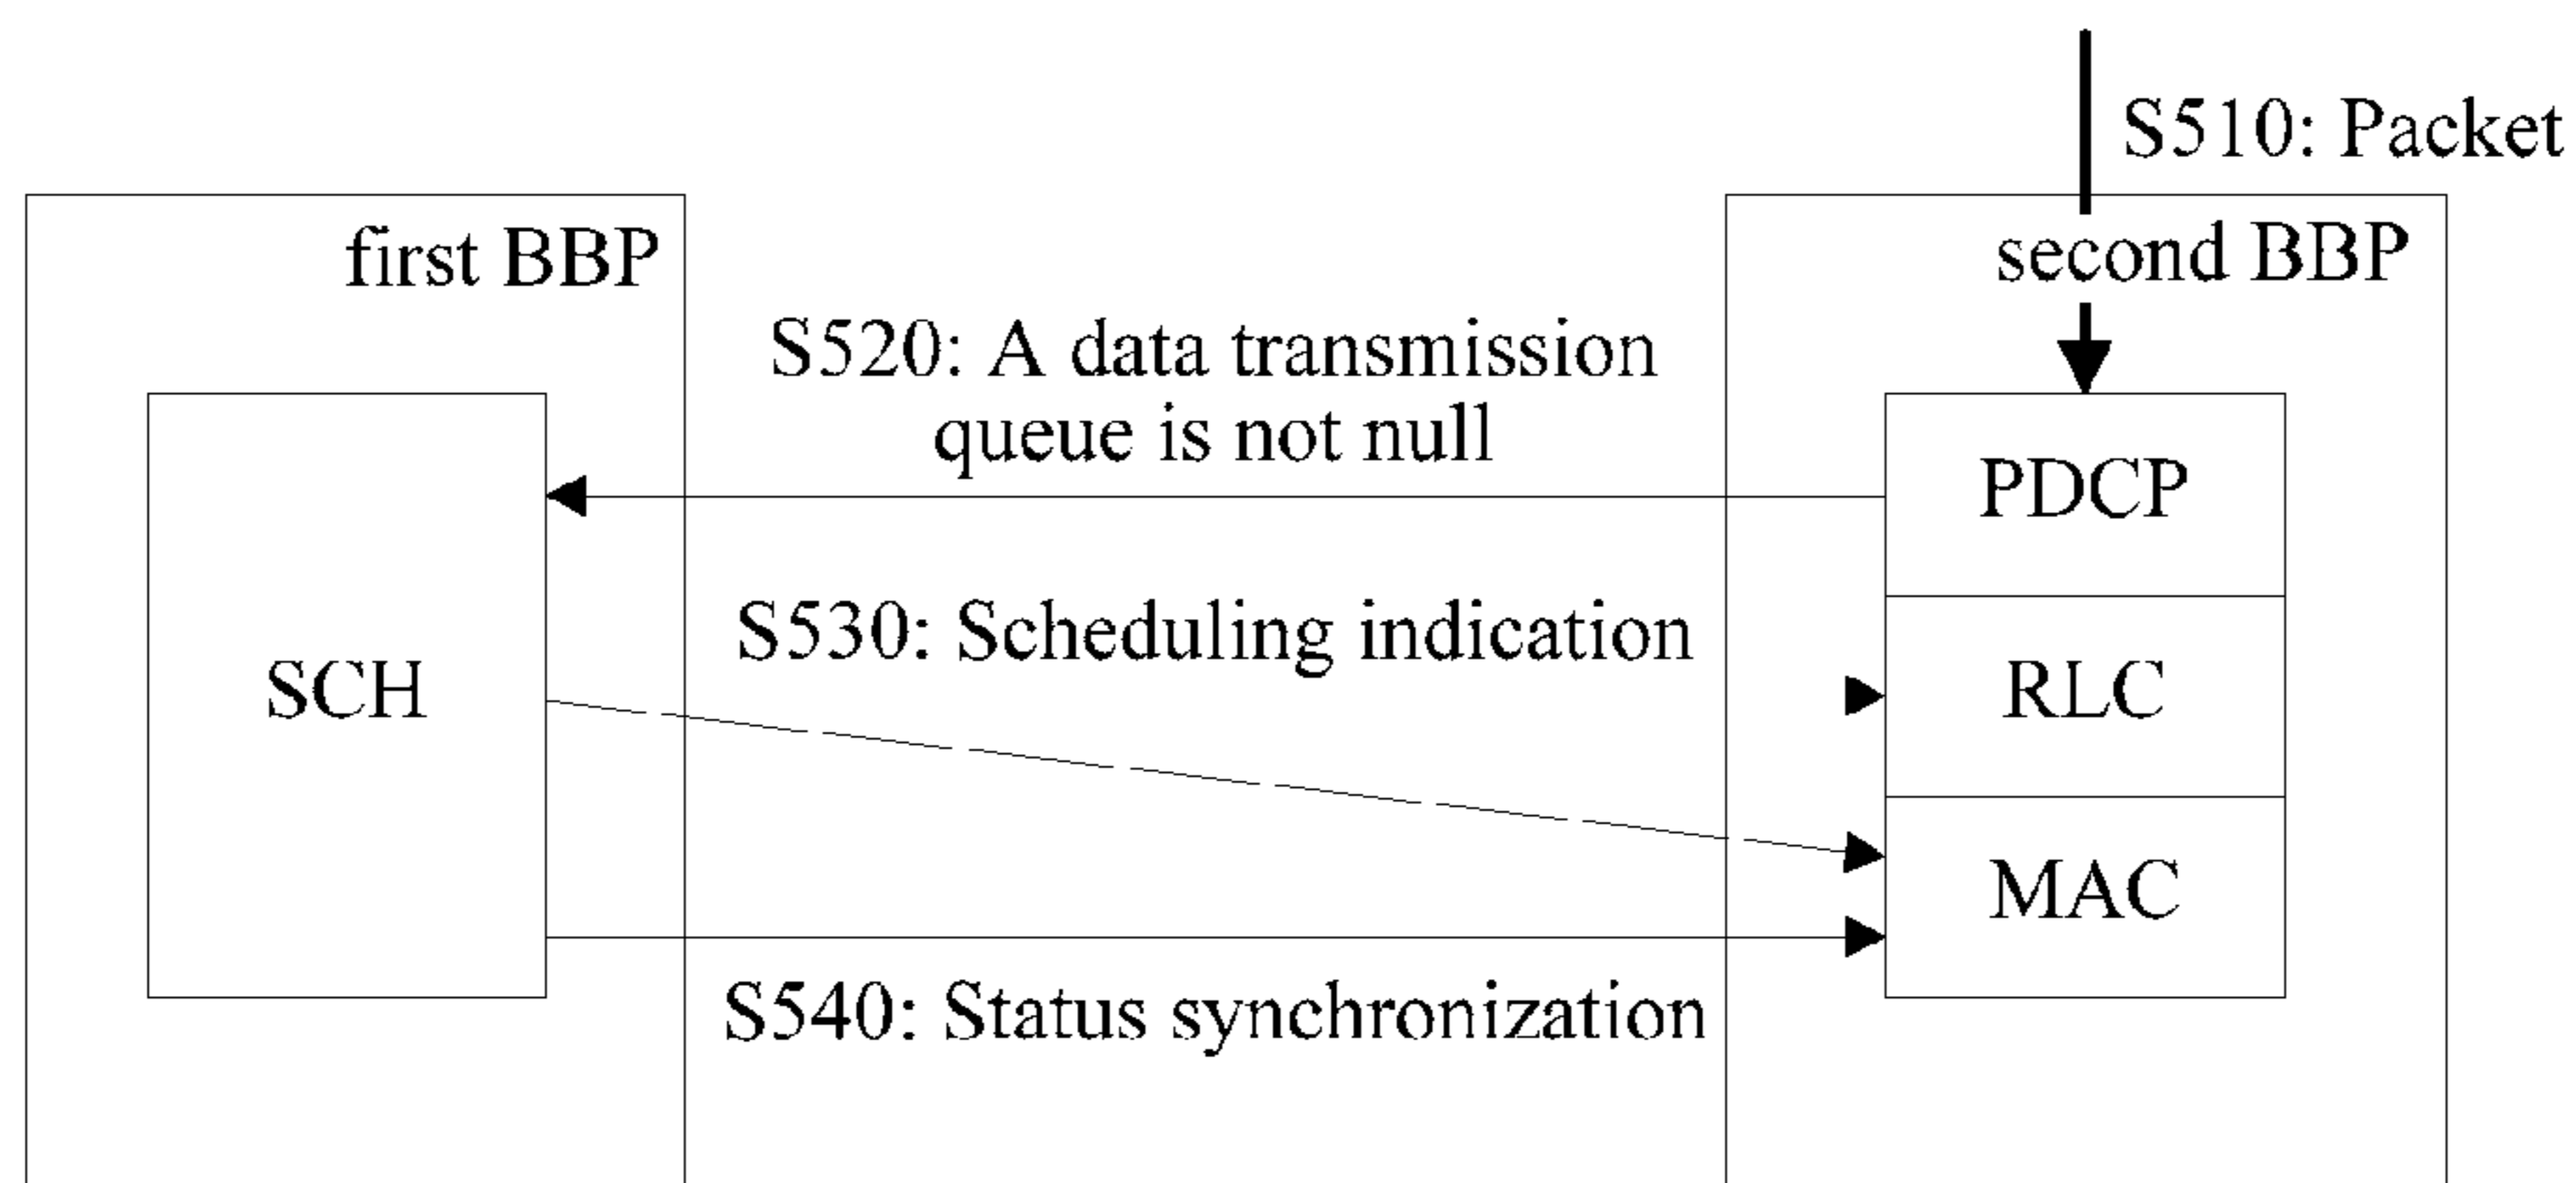 S510: Packet
first BBP
second BBP
S520: A data transmission
queue is not null
PDCP
S530: Scheduling indication
SCH
RLC
MAC
S540: Status synchronization